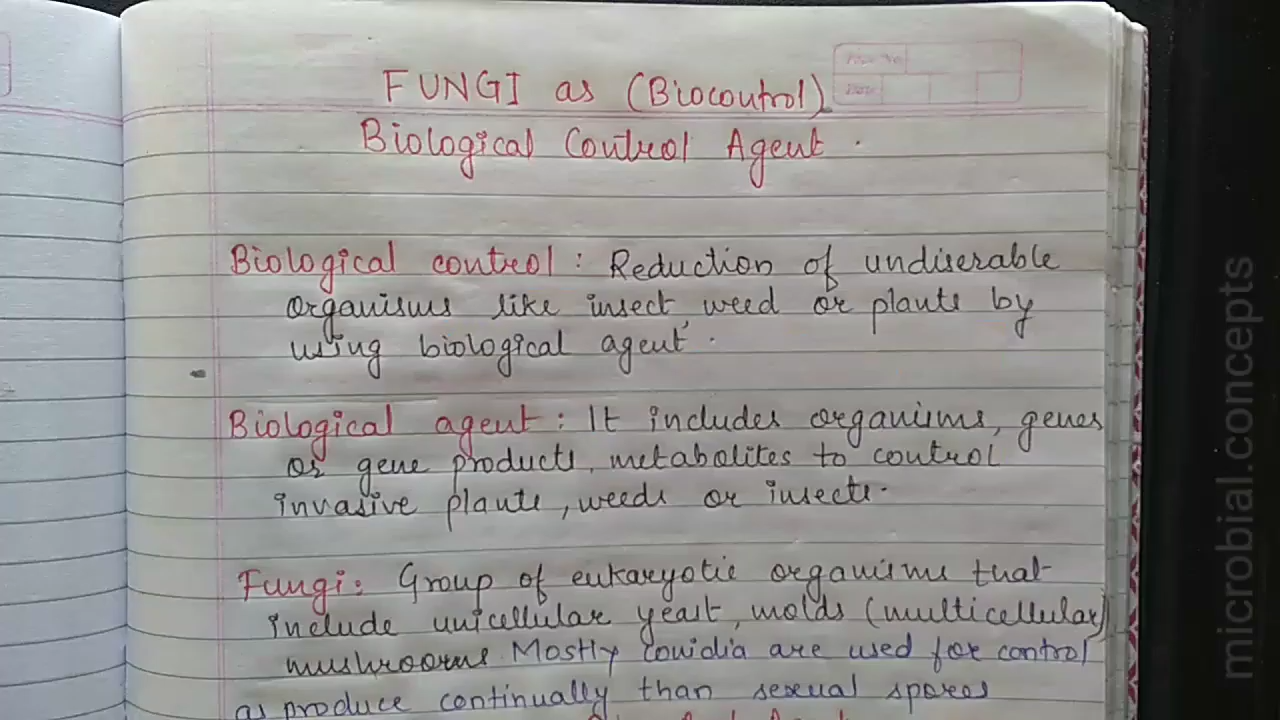 FUNGI as (Biocontrol)
Biological Control Agent.
Biological control: Reduction of undiserable
organisms like insect, weed or plants by
using biological agent.
Biological agent: It includes organisms, genes
or gene products, metabolites to control
invasive plants, weeds or insects.
Fungi: Group of eukaryotic organisms that
include unicellular yeast, molds (multicellular)
mushrooms. Mostly conidia are used for control
as produce continually than sexual spores
microbial.concepts